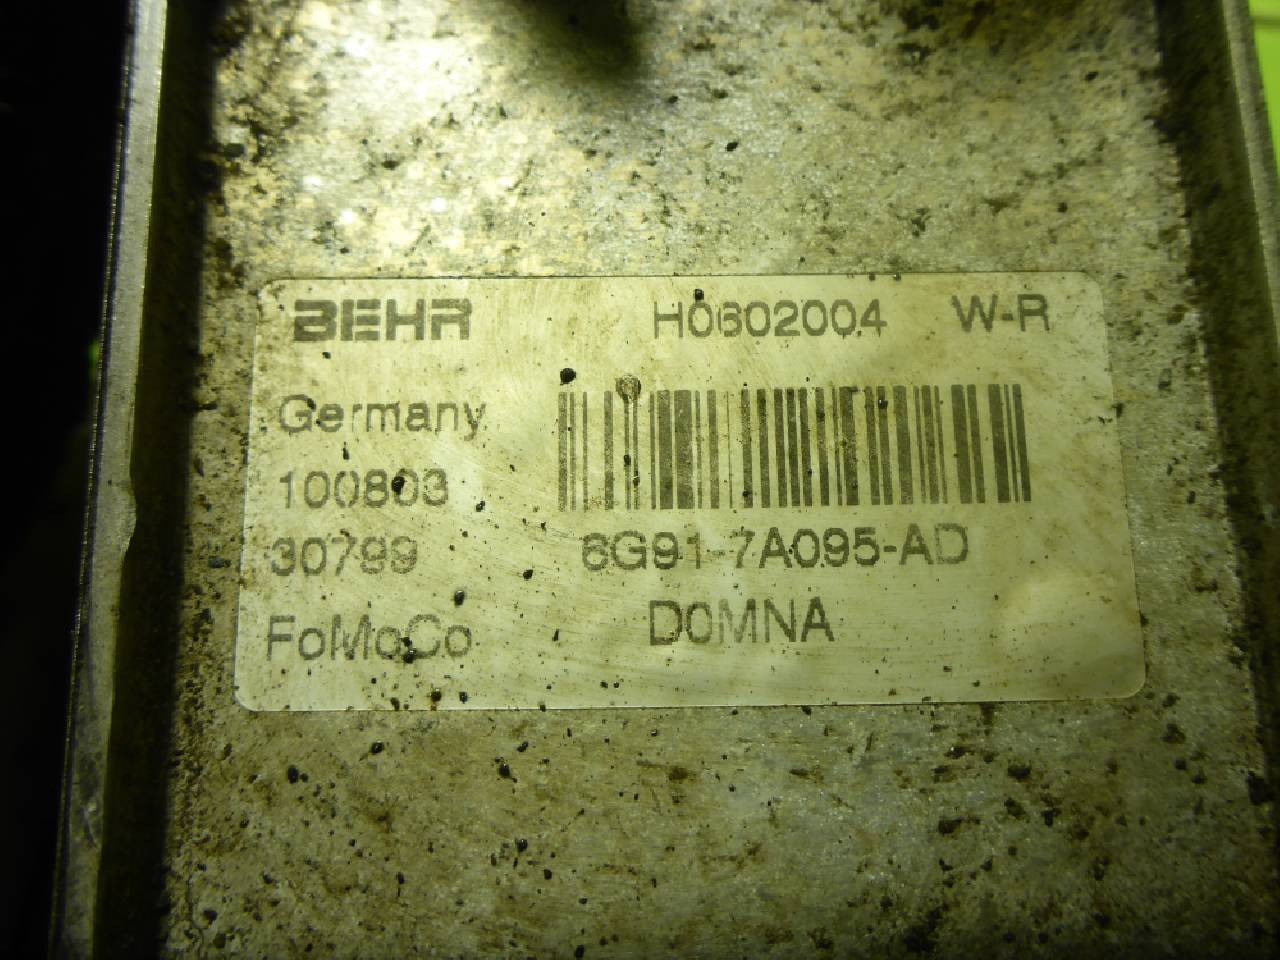 BEHR H0602004 W-R
Germany
100803
30799 6G91-7A095-AD
FoMoCo D0MNA